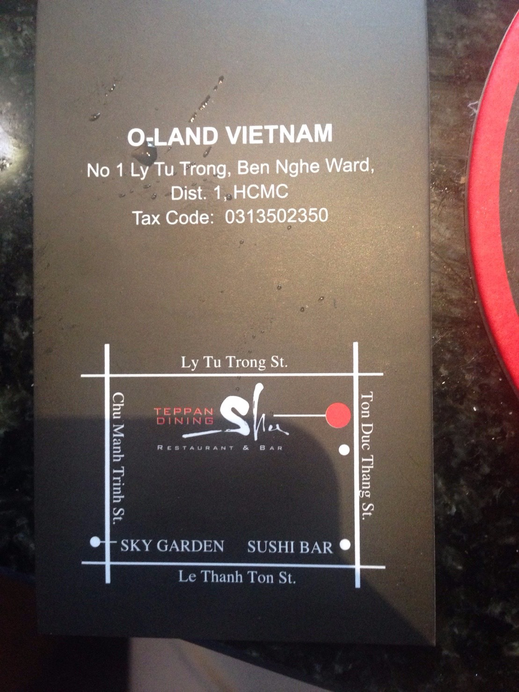 O-LAND VIETNAM
No 1 Ly Tu Trong, Ben Nghe Ward,
Dist. 1, HCMC
Tax Code: 0313502350
Ly Tu Trong St.
Chu Manh Trinh St.
TEPPAN
DINING
RESTAURANT & BAR
Ton Duc Thang St.
SKY GARDEN
SUSHI BAR
Le Thanh Ton St.